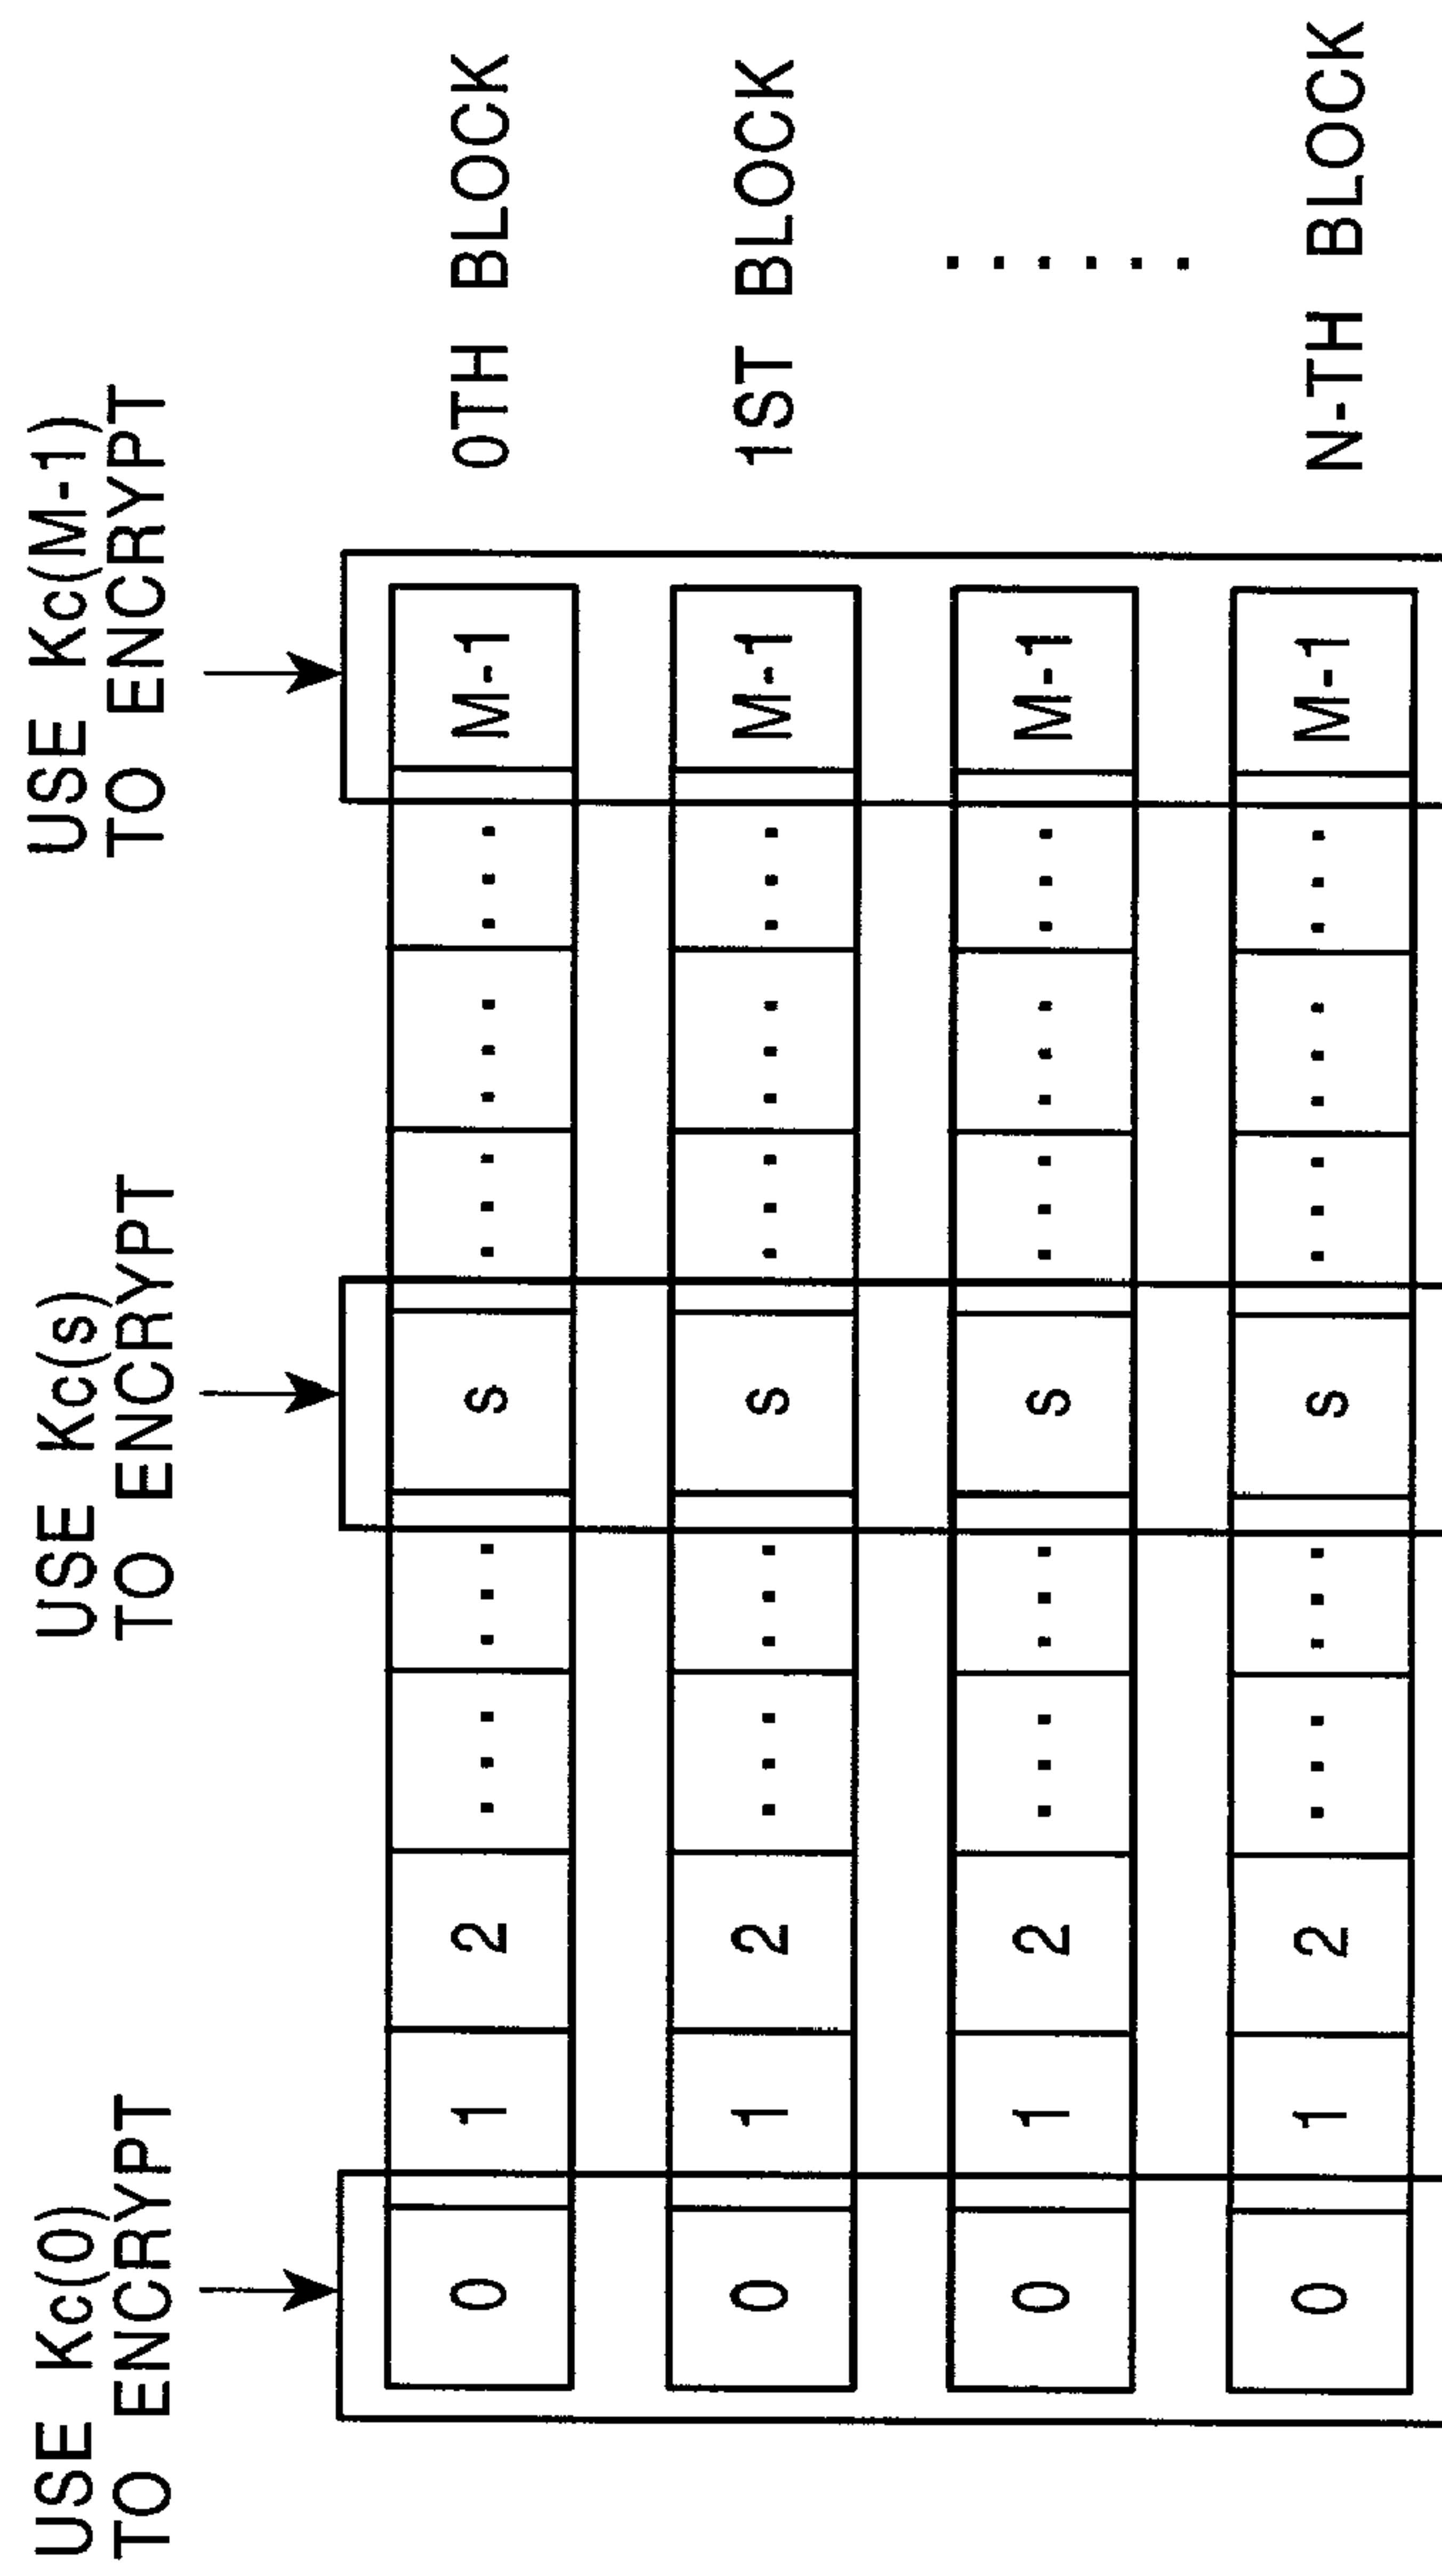 USE Kc(0)
TO ENCRYPT
USE Kc(s)
TO ENCRYPT
USE Kc(M-1)
TO ENCRYPT
0 1 2 ... ... s ... ... ... M-1 0TH BLOCK
0 1 2 ... ... s ... ... ... M-1 1ST BLOCK
0 1 2 ... ... s ... ... ... M-1 ......
0 1 2 ... ... s ... ... ... M-1 N-TH BLOCK